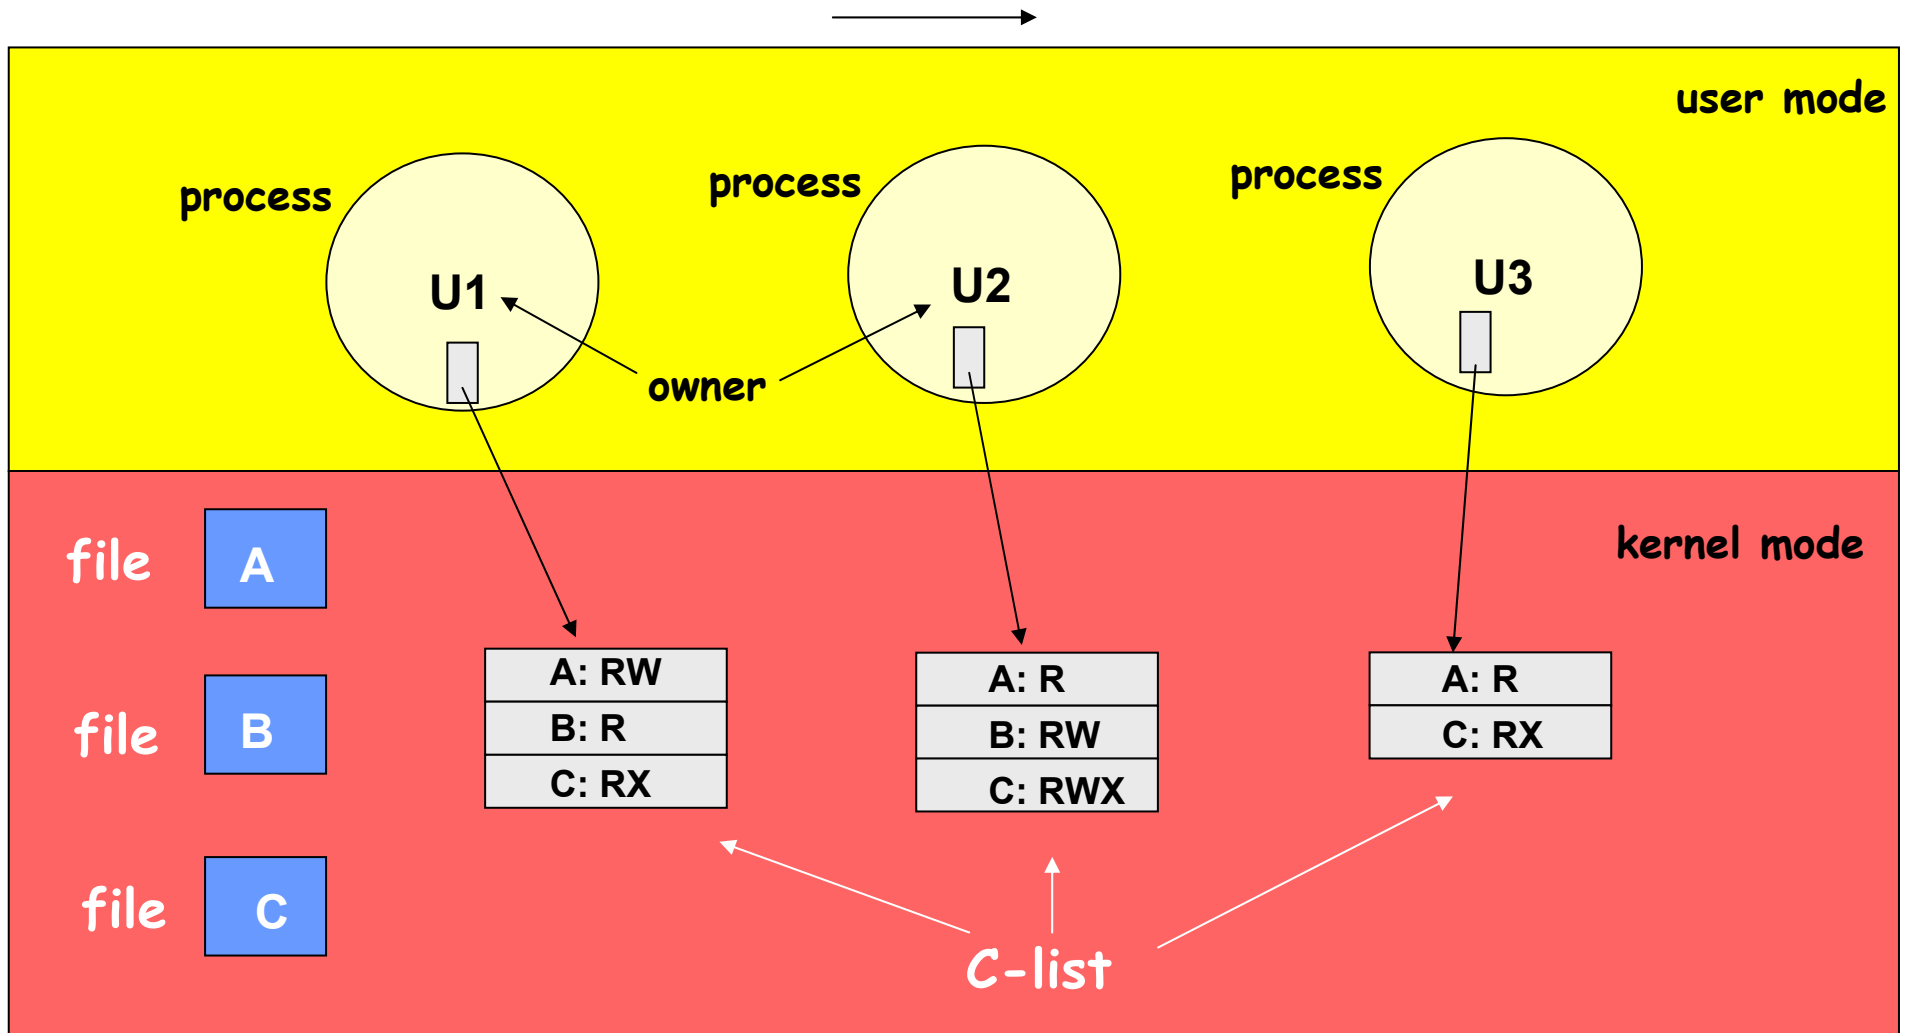 user mode
process
process
process
U1
U2
U3
owner
kernel mode
file
A
file
B
file
C
A: RW
B: R
C: RX
A: R
B: RW
C: RWX
A: R
C: RX
C-list